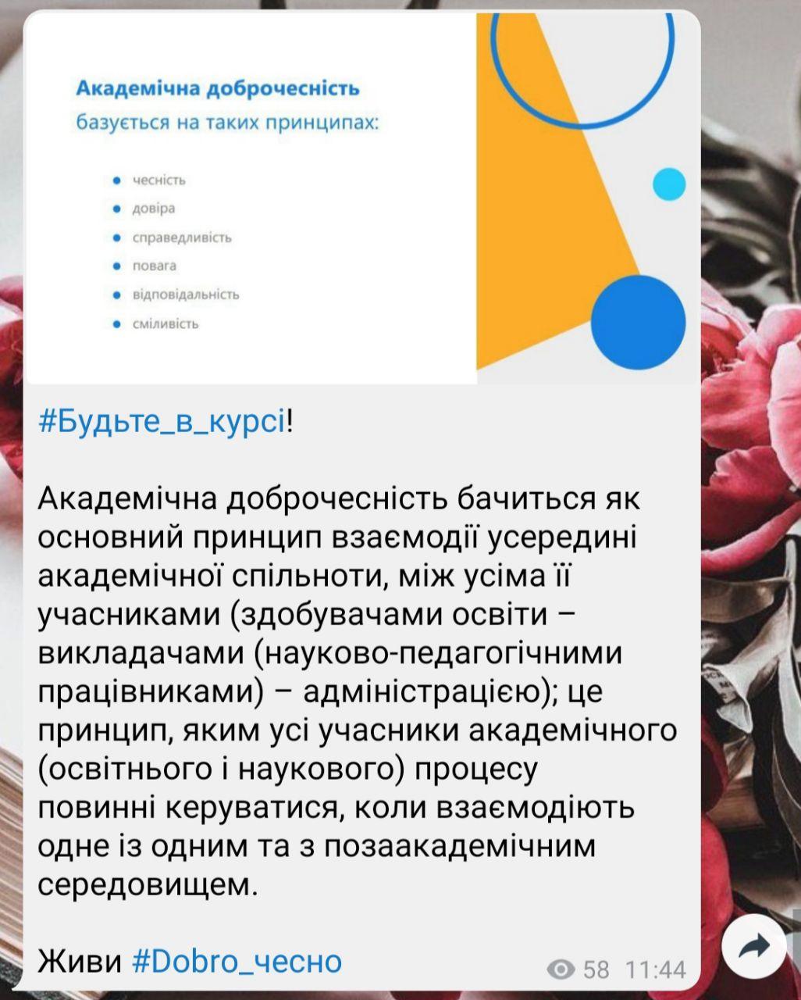 Академічна доброчесність
базується на таких принципах:
чесність
довіра
справедливість
повага
відповідальність
сміливість
#Будьте_в_курсі!
Академічна доброчесність бачиться як
основний принцип взаємодії усередині
академічної спільноти, між усіма її
учасниками (здобувачами освіти –
викладачами (науково-педагогічними
працівниками) – адміністрацією); це
принцип, яким усі учасники академічного
(освітнього і наукового) процесу
повинні керуватися, коли взаємодіють
одне із одним та з позаакадемічним
середовищем.
Живи #Dobro_чесно
58 11:44